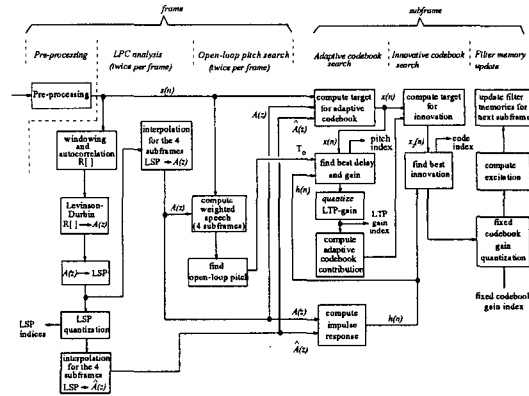 frame
subframe
Pre-processing
LPC analysis
(twice per frame)
Open-loop pitch search
(twice per frame)
Adaptive codebook
search
Innovative codebook
search
Filter memory
update
Pre-processing
s(n)
windowing
and
autocorrelation
R[ ]
Levinson-
Durbin
R[ ] → A(z)
A(z) → LSP
LSP
indices
LSP
quantization
interpolation
for the 4
subframes
LSP → Â(z)
interpolation
for the 4
subframes
LSP → A(z)
A(z)
compute
weighted
speech
(4 subframes)
find
open-loop pitch
A(z)
Â(z)
T₀
h(n)
compute target
for adaptive
codebook
x(n)
x(n)
pitch
index
find best delay
and gain
quantize
LTP-gain
LTP
gain
index
compute
adaptive
codebook
contribution
A(z)
Â(z)
compute
impulse
response
h(n)
compute target
for
innovation
x₂(n)
code
index
find best
innovation
update filter
memories for
next subframe
compute
excitation
fixed
codebook
gain
quantization
fixed codebook
gain index